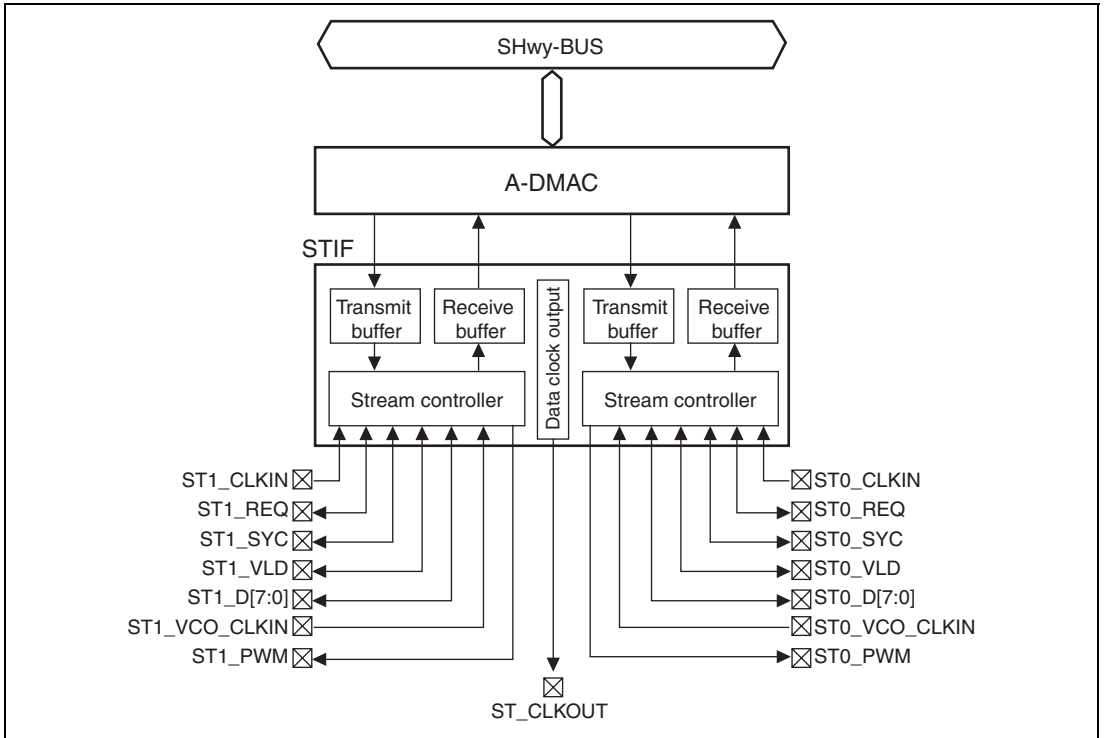 SHwy-BUS
A-DMAC
STIF
Transmit
buffer
Receive
buffer
Data clock output
Transmit
buffer
Receive
buffer
Stream controller
Stream controller
ST1_CLKIN
ST1_REQ
ST1_SYC
ST1_VLD
ST1_D[7:0]
ST1_VCO_CLKIN
ST1_PWM
ST0_CLKIN
ST0_REQ
ST0_SYC
ST0_VLD
ST0_D[7:0]
ST0_VCO_CLKIN
ST0_PWM
ST_CLKOUT